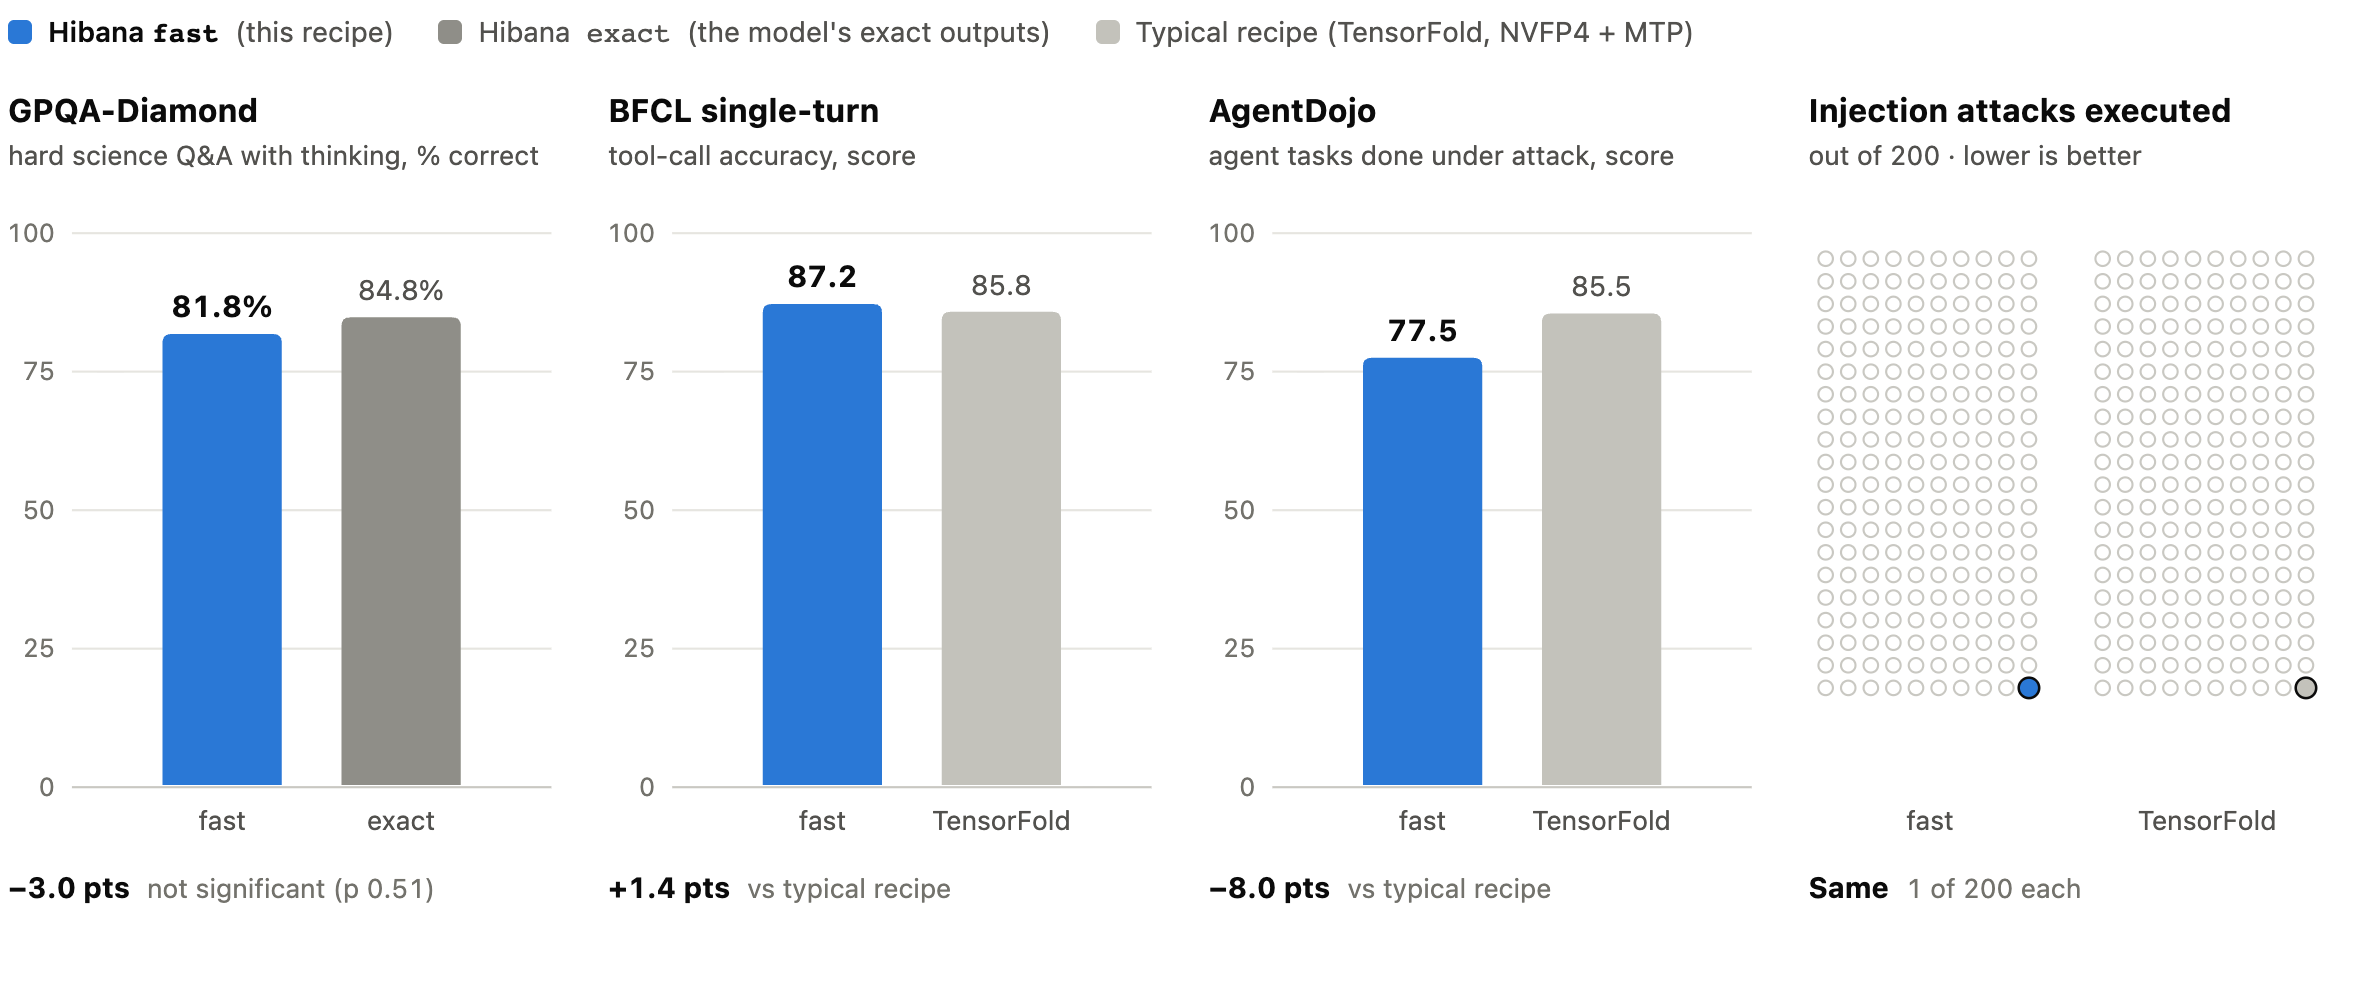 Hibana fast (this recipe) Hibana exact (the model's exact outputs) Typical recipe (TensorFold, NVFP4 + MTP)
GPQA-Diamond
hard science Q&A with thinking, % correct
100
75
50
25
0
81.8%
84.8%
fast exact
−3.0 pts not significant (p 0.51)
BFCL single-turn
tool-call accuracy, score
100
75
50
25
0
87.2
85.8
fast TensorFold
+1.4 pts vs typical recipe
AgentDojo
agent tasks done under attack, score
100
75
50
25
0
77.5
85.5
fast TensorFold
−8.0 pts vs typical recipe
Injection attacks executed
out of 200 · lower is better
fast TensorFold
Same 1 of 200 each